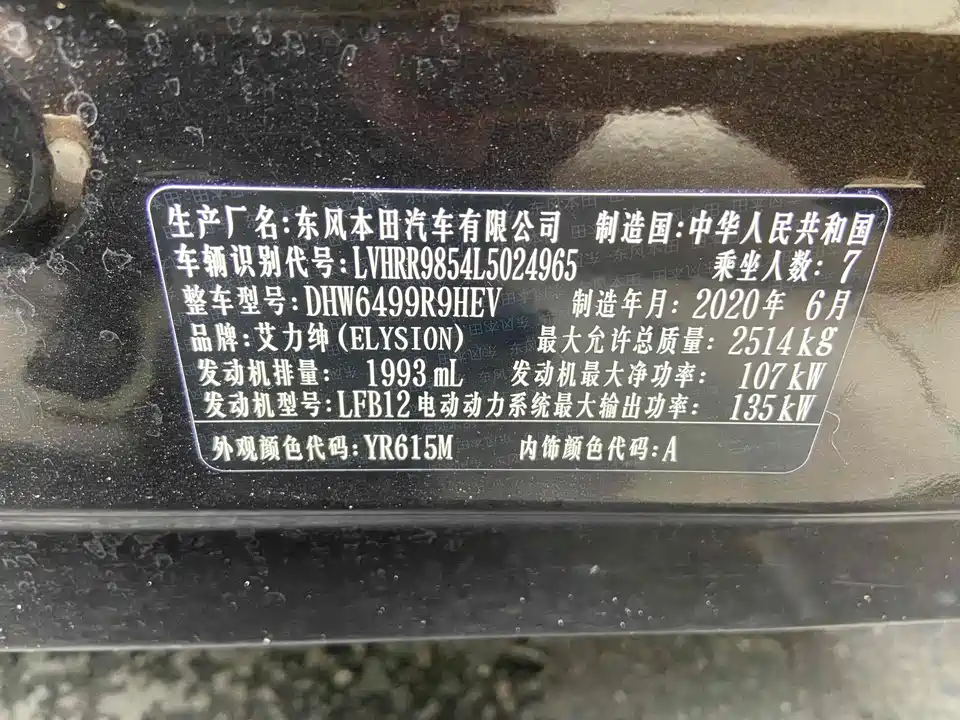 生产厂名:东风本田汽车有限公司 制造国:中华人民共和国
车辆识别代号:LVHRR9854L5024965 乘坐人数: 7
整车型号:DHW6499R9HEV 制造年月: 2020年 6月
品牌:艾力绅(ELYSION) 最大允许总质量: 2514kg
发动机排量: 1993mL 发动机最大净功率: 107kW
发动机型号:LFB12 电动动力系统最大输出功率: 135kW
外观颜色代码:YR615M 内饰颜色代码:A